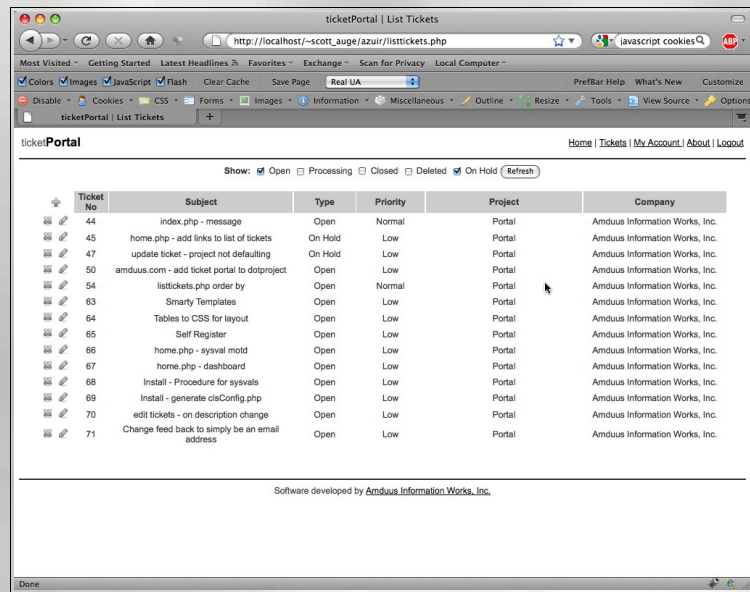 ticketPortal | List Tickets
http://localhost/~scott_auge/azuir/listtickets.php
javascript cookies
ABP
Most Visited Getting Started Latest Headlines Favorites Exchange Scan for Privacy Local Computer
Colors Images JavaScript Flash Clear Cache Save Page Real UA PrefBar Help What's New Customize
Disable Cookies CSS Forms Images Information Miscellaneous Outline Resize Tools View Source Options
ticketPortal | List Tickets
ticketPortal
Home | Tickets | My Account | About | Logout
Show: Open Processing Closed Deleted On Hold Refresh
Ticket No Subject Type Priority Project Company
44 index.php - message Open Normal Portal Amduus Information Works, Inc.
45 home.php - add links to list of tickets On Hold Low Portal Amduus Information Works, Inc.
47 update ticket - project not defaulting On Hold Low Portal Amduus Information Works, Inc.
50 amduus.com - add ticket portal to dotproject Open Low Portal Amduus Information Works, Inc.
54 listtickets.php order by Open Normal Portal Amduus Information Works, Inc.
63 Smarty Templates Open Low Portal Amduus Information Works, Inc.
64 Tables to CSS for layout Open Low Portal Amduus Information Works, Inc.
65 Self Register Open Low Portal Amduus Information Works, Inc.
66 home.php - sysval motd Open Low Portal Amduus Information Works, Inc.
67 home.php - dashboard Open Low Portal Amduus Information Works, Inc.
68 Install - Procedure for sysvals Open Low Portal Amduus Information Works, Inc.
69 Install - generate clsConfig.php Open Low Portal Amduus Information Works, Inc.
70 edit tickets - on description change Open Low Portal Amduus Information Works, Inc.
71 Change feed back to simply be an email address Open Low Portal Amduus Information Works, Inc.
Software developed by Amduus Information Works, Inc.
Done